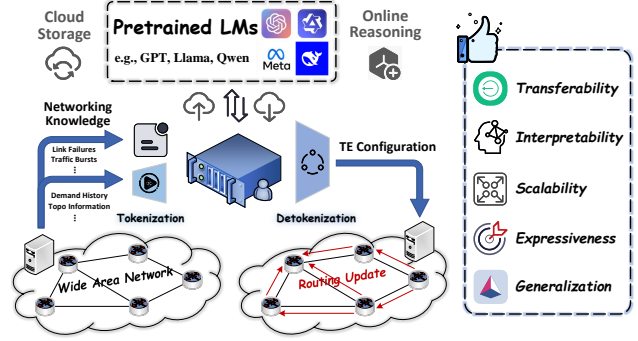 Cloud
Storage
Pretrained LMs
e.g., GPT, Llama, Qwen
Meta
Online
Reasoning
Networking
Knowledge
Link Failures
Traffic Bursts
⋮
Demand History
Topo Information
⋮
Tokenization
Detokenization
TE Configuration
Wide Area Network
Routing Update
Transferability
Interpretability
Scalability
Expressiveness
Generalization